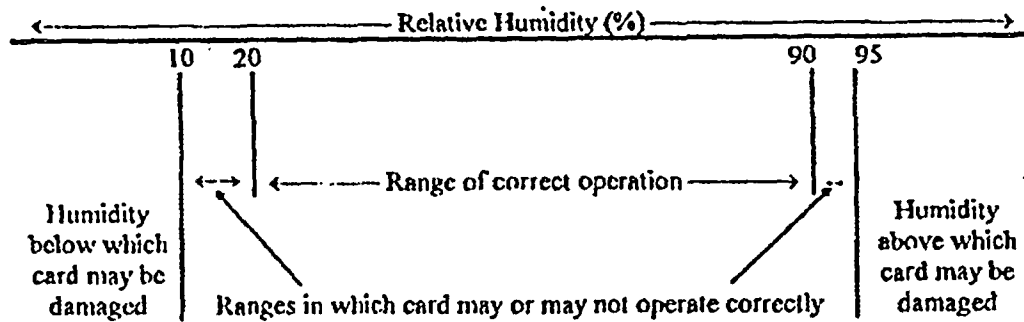 Relative Humidity (%)
10 20 90 95
Range of correct operation
Humidity
below which
card may be
damaged
Humidity
above which
card may be
damaged
Ranges in which card may or may not operate correctly